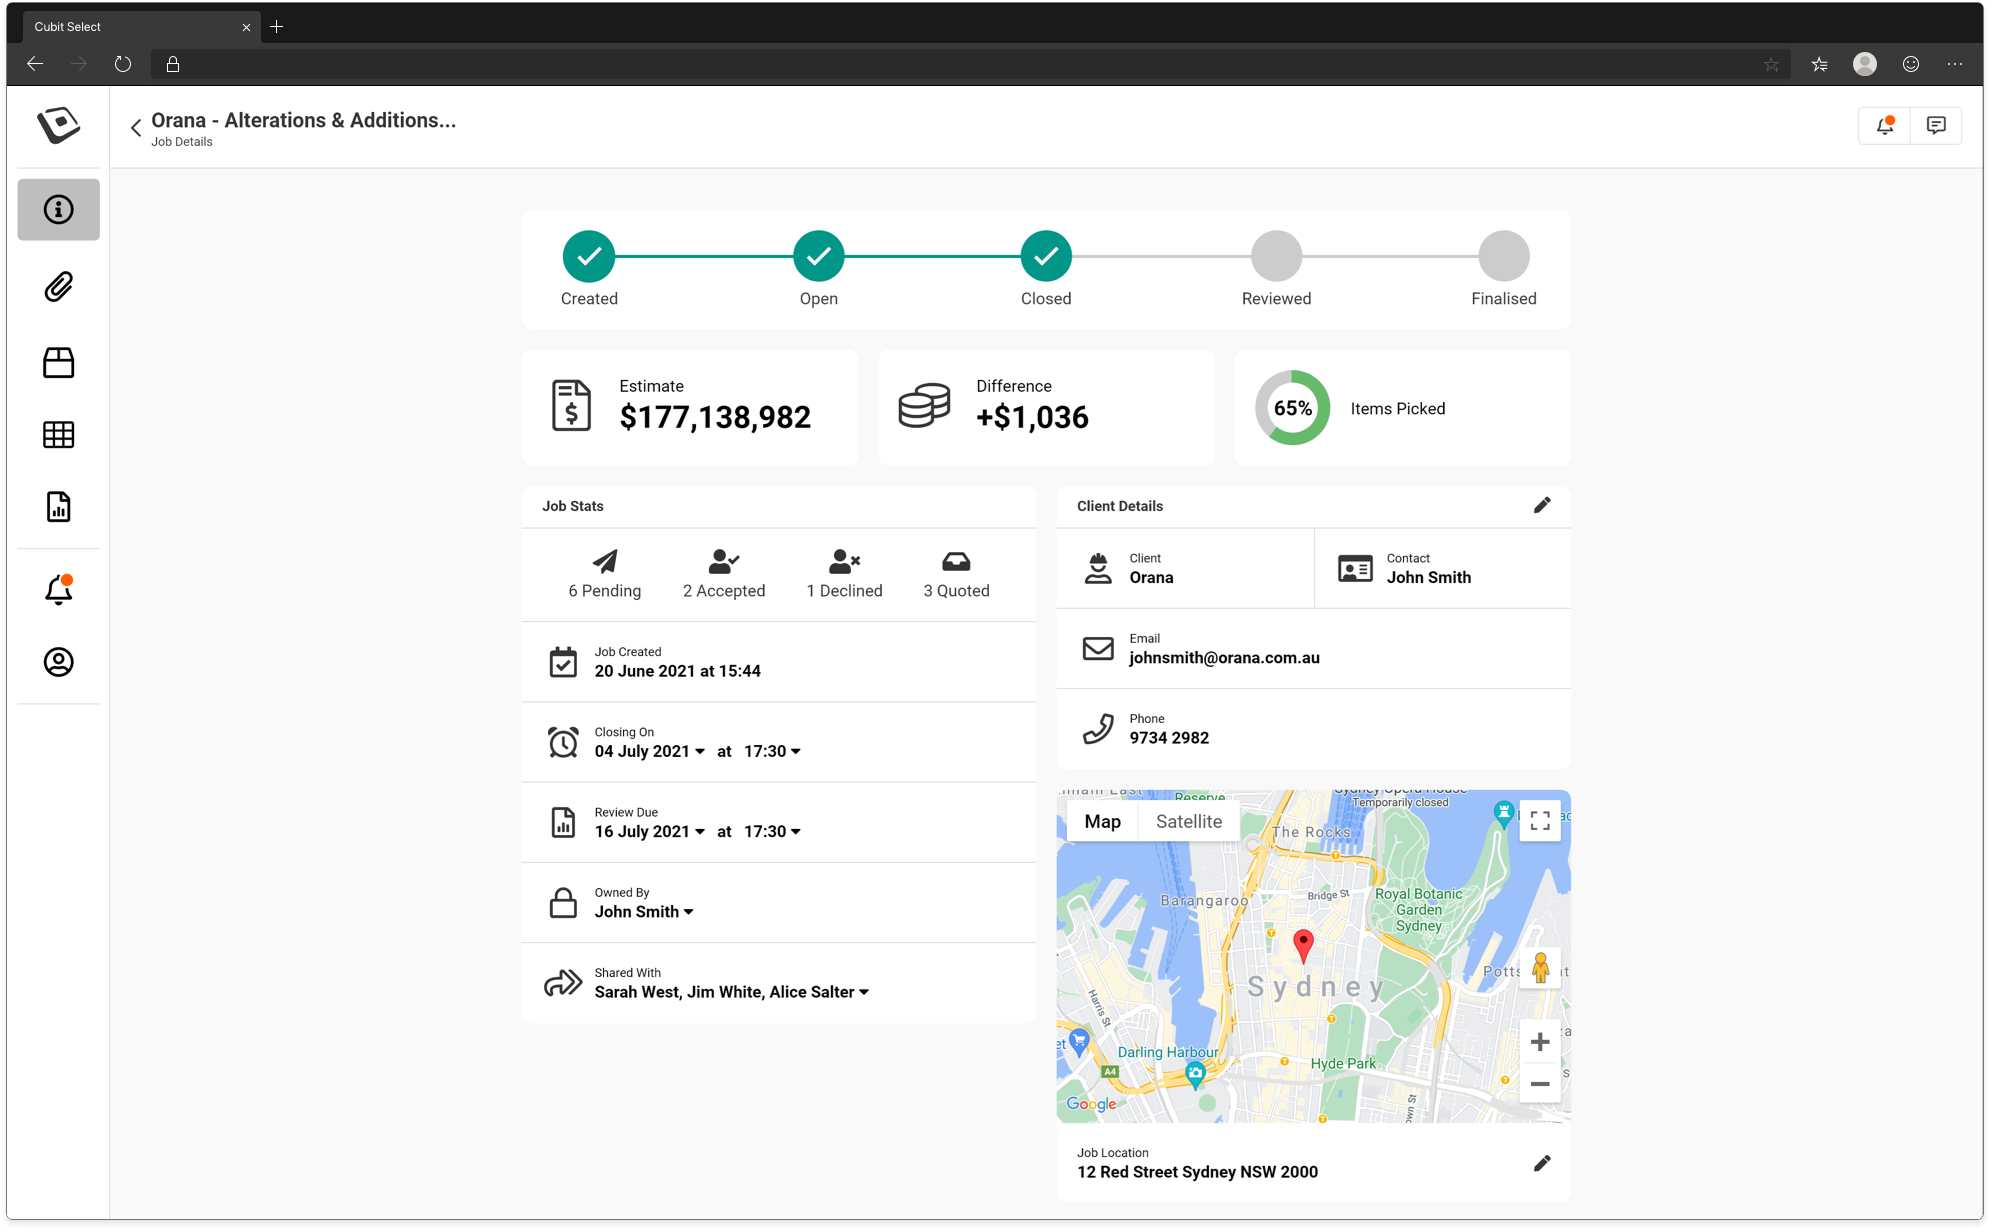 Cubit Select
Orana - Alterations & Additions...
Job Details
Created
Open
Closed
Reviewed
Finalised
Estimate
$177,138,982
Difference
+$1,036
65%
Items Picked
Job Stats
6 Pending
2 Accepted
1 Declined
3 Quoted
Job Created
20 June 2021 at 15:44
Closing On
04 July 2021 at 17:30
Review Due
16 July 2021 at 17:30
Owned By
John Smith
Shared With
Sarah West, Jim White, Alice Salter
Client Details
Client
Orana
Contact
John Smith
Email
johnsmith@orana.com.au
Phone
9734 2982
Reserve
Sydney Opera House
Temporarily closed
Map
Satellite
The Rocks
Barangaroo
Bridge St
Royal Botanic
Garden
Sydney
Potts
Sydney
Harris St
Darling Harbour
Hyde Park
A4
Google
Job Location
12 Red Street Sydney NSW 2000